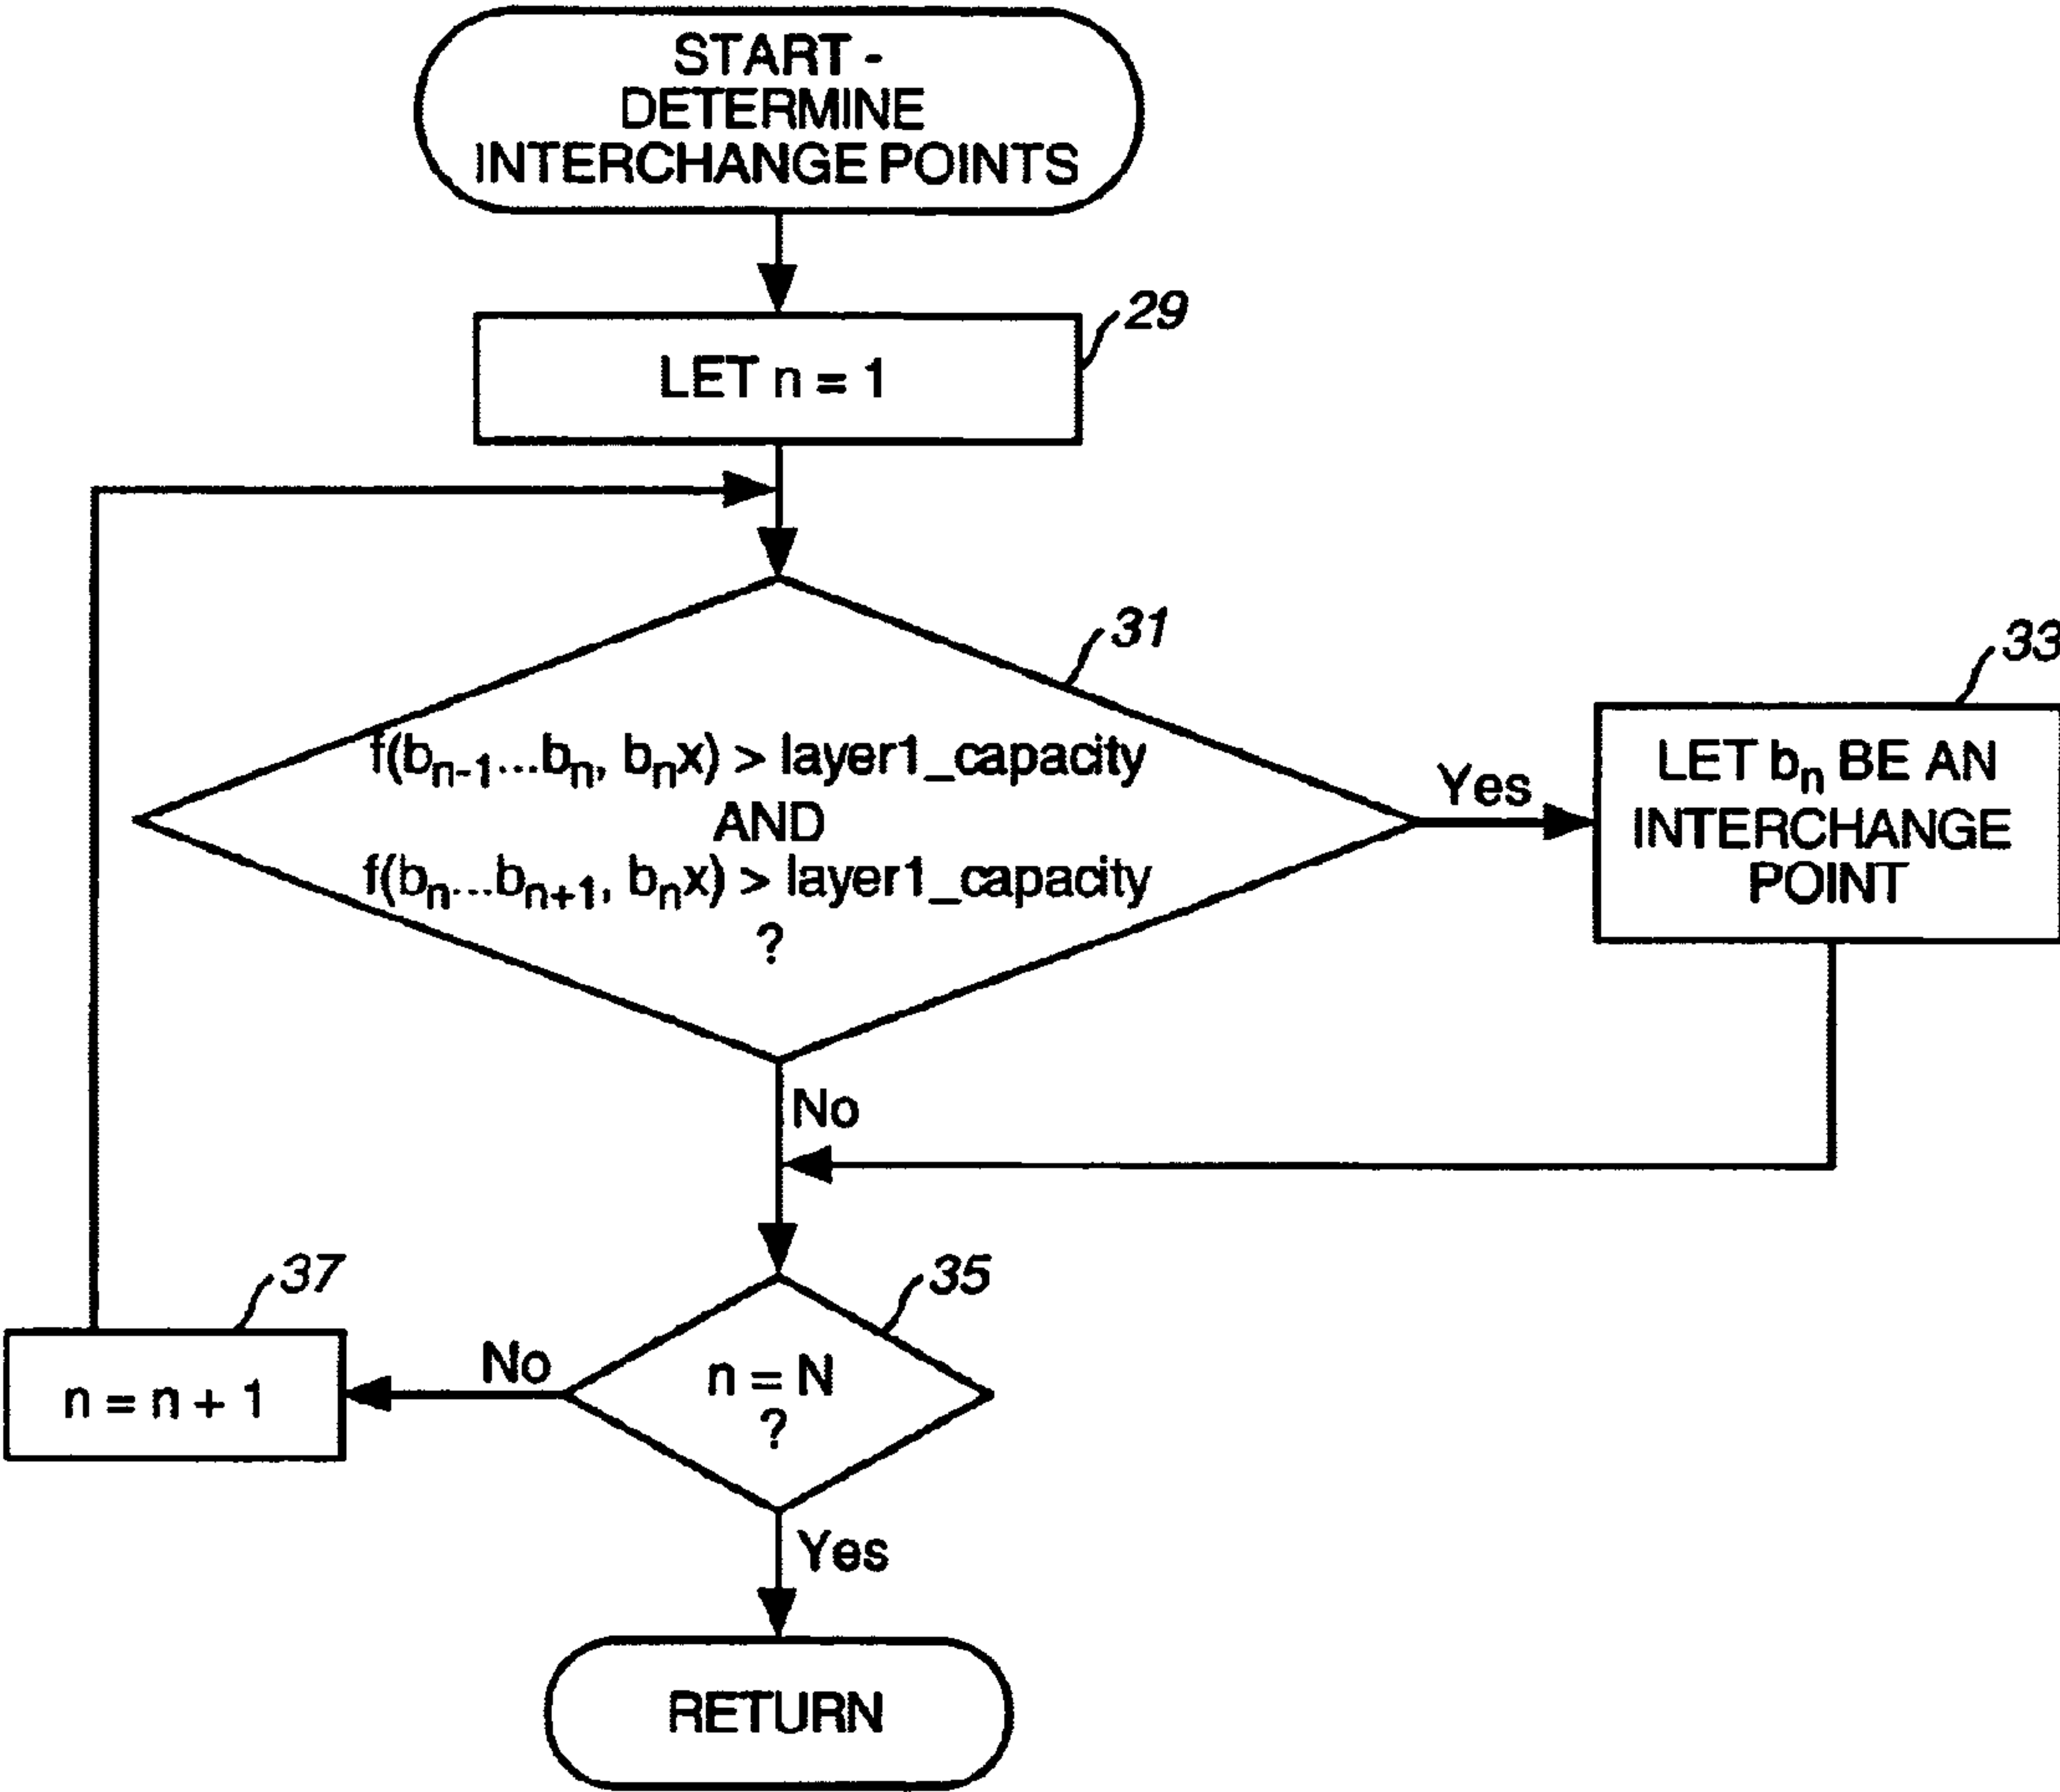 START -
DETERMINE
INTERCHANGE POINTS
29
LET n = 1
31
f(bn-1...bn, bnx) > layer1_capacity
AND
f(bn...bn+1, bnx) > layer1_capacity
?
Yes
33
LET bn BE AN
INTERCHANGE
POINT
No
37
n = n + 1
No
35
n = N
?
Yes
RETURN